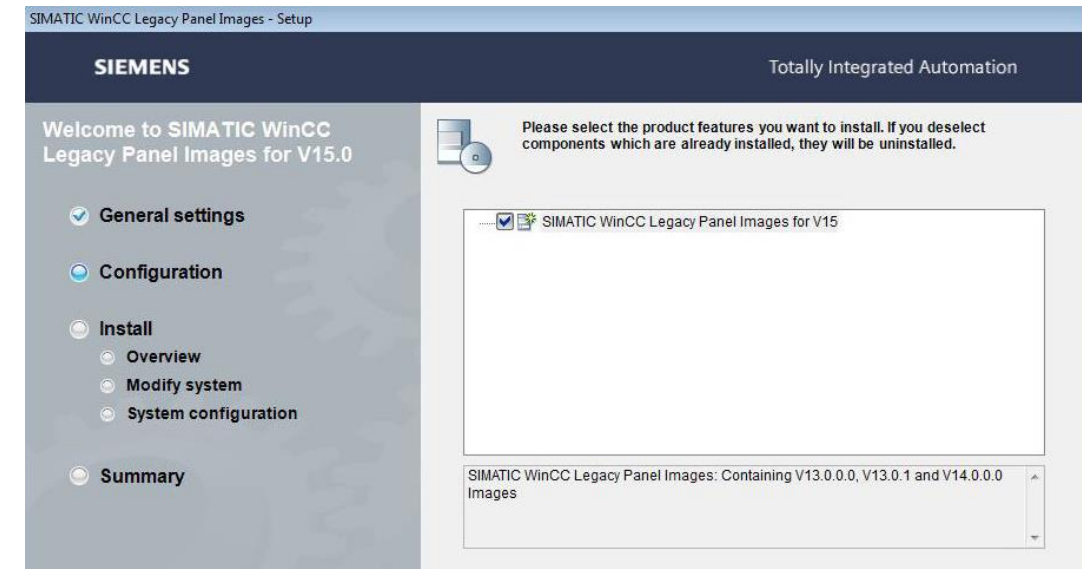 SIMATIC WinCC Legacy Panel Images - Setup
SIEMENS
Totally Integrated Automation
Welcome to SIMATIC WinCC
Legacy Panel Images for V15.0
General settings
Configuration
Install
Overview
Modify system
System configuration
Summary
Please select the product features you want to install. If you deselect
components which are already installed, they will be uninstalled.
SIMATIC WinCC Legacy Panel Images for V15
SIMATIC WinCC Legacy Panel Images: Containing V13.0.0.0, V13.0.1 and V14.0.0.0
Images